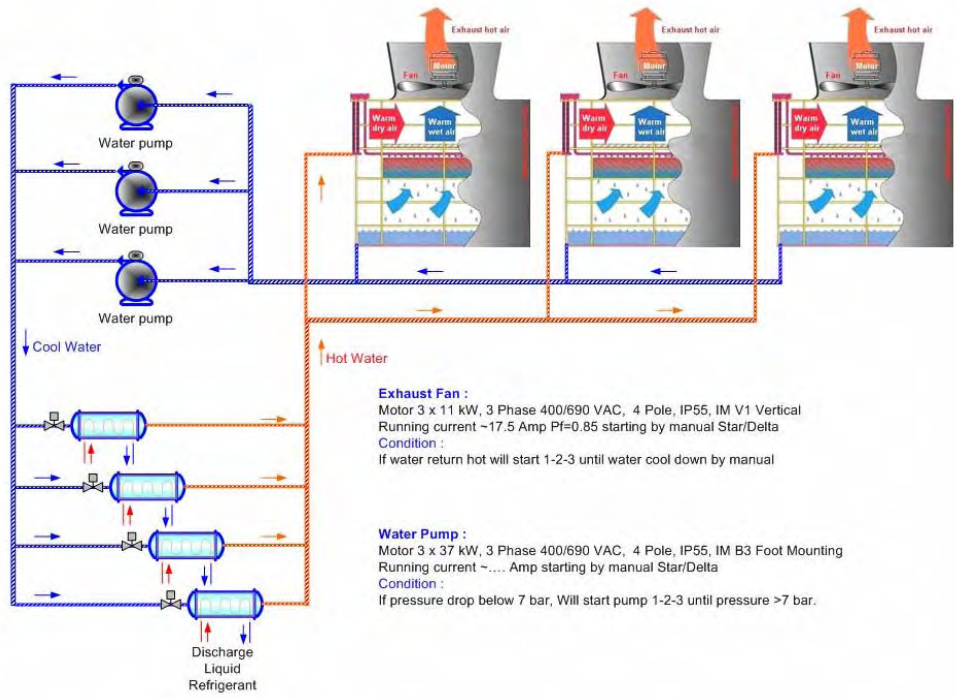 Exhaust hot air
Exhaust hot air
Exhaust hot air
Motor
Motor
Motor
Fan
Fan
Fan
Warm
dry air
Warm
wet air
Warm
dry air
Warm
wet air
Warm
dry air
Warm
wet air
Water pump
Water pump
Water pump
Cool Water
Hot Water
Exhaust Fan :
Motor 3 x 11 kW, 3 Phase 400/690 VAC, 4 Pole, IP55, IM V1 Vertical
Running current ~17.5 Amp Pf=0.85 starting by manual Star/Delta
Condition :
If water return hot will start 1-2-3 until water cool down by manual
Water Pump :
Motor 3 x 37 kW, 3 Phase 400/690 VAC, 4 Pole, IP55, IM B3 Foot Mounting
Running current ~.... Amp starting by manual Star/Delta
Condition :
If pressure drop below 7 bar, Will start pump 1-2-3 until pressure >7 bar.
Discharge
Liquid
Refrigerant